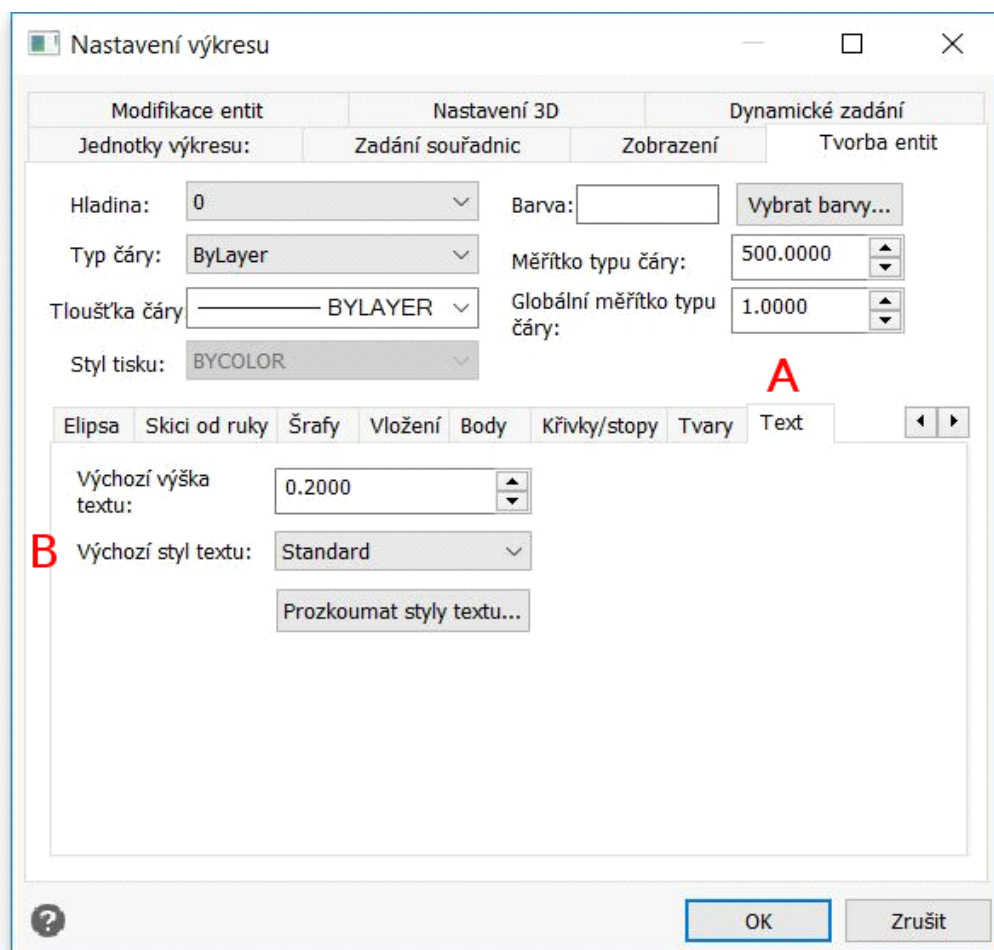 Nastavení výkresu
Modifikace entit Nastavení 3D Dynamické zadání
Jednotky výkresu: Zadání souřadnic Zobrazení Tvorba entit
Hladina: 0 Barva: Vybrat barvy...
Typ čáry: ByLayer Měřítko typu čáry: 500.0000
Tloušťka čáry BYLAYER Globální měřítko typu čáry: 1.0000
Styl tisku: BYCOLOR
A
Elipsa Skici od ruky Šrafy Vložení Body Křivky/stopy Tvary Text
Výchozí výška textu: 0.2000
B Výchozí styl textu: Standard
Prozkoumat styly textu...
? OK Zrušit